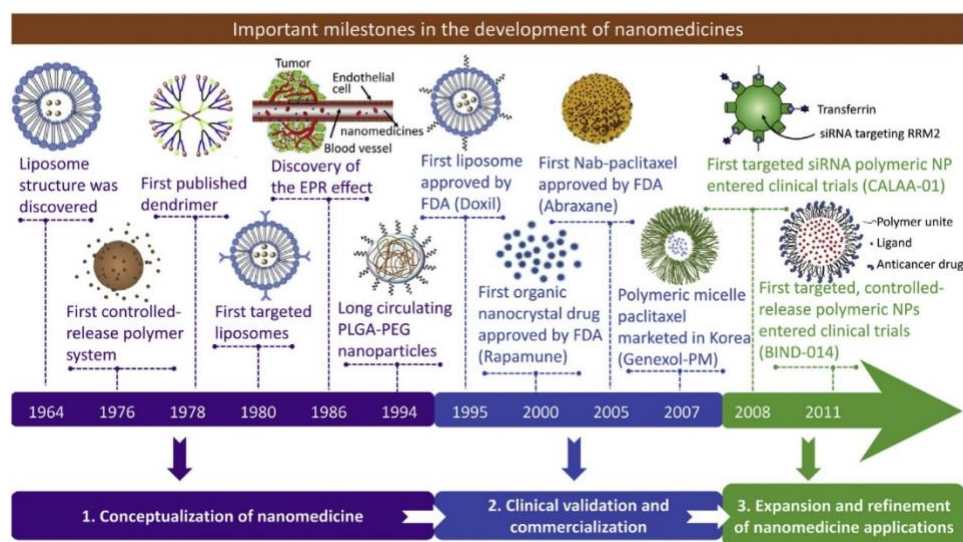 Important milestones in the development of nanomedicines
Liposome
structure was
discovered
First published
dendrimer
Tumor
Endothelial
cell
nanomedicines
Blood vessel
Discovery of
the EPR effect
First liposome
approved by
FDA (Doxil)
First Nab-paclitaxel
approved by FDA
(Abraxane)
Transferrin
siRNA targeting RRM2
First targeted siRNA polymeric NP
entered clinical trials (CALAA-01)
First controlled-
release polymer
system
First targeted
liposomes
Long circulating
PLGA-PEG
nanoparticles
First organic
nanocrystal drug
approved by FDA
(Rapamune)
Polymeric micelle
paclitaxel
marketed in Korea
(Genexol-PM)
Polymer unite
Ligand
Anticancer drug
First targeted, controlled-
release polymeric NPs
entered clinical trials
(BIND-014)
1964 1976 1978 1980 1986 1994 1995 2000 2005 2007 2008 2011
1. Conceptualization of nanomedicine
2. Clinical validation and
commercialization
3. Expansion and refinement
of nanomedicine applications